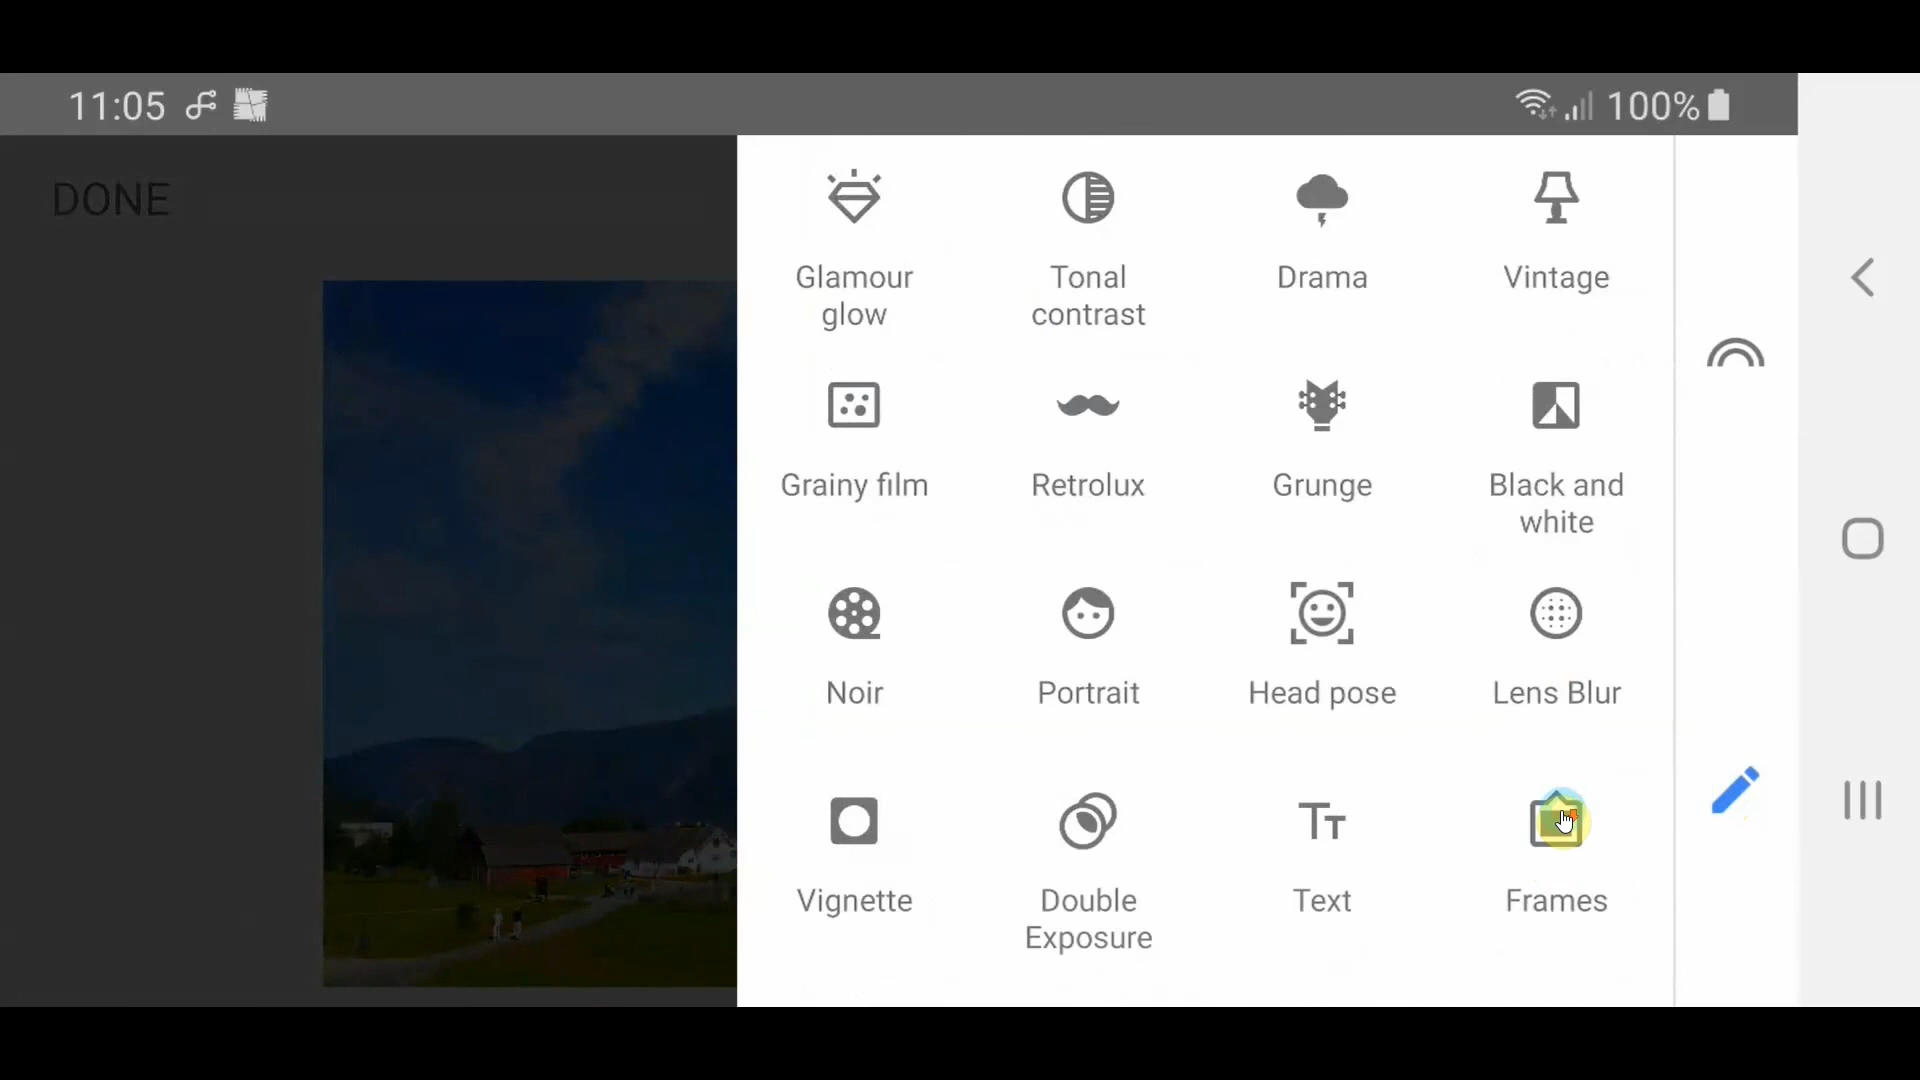 11:05
100%
DONE
Glamour
glow
Tonal
contrast
Drama
Vintage
Grainy film
Retrolux
Grunge
Black and
white
Noir
Portrait
Head pose
Lens Blur
Vignette
Double
Exposure
Text
Frames